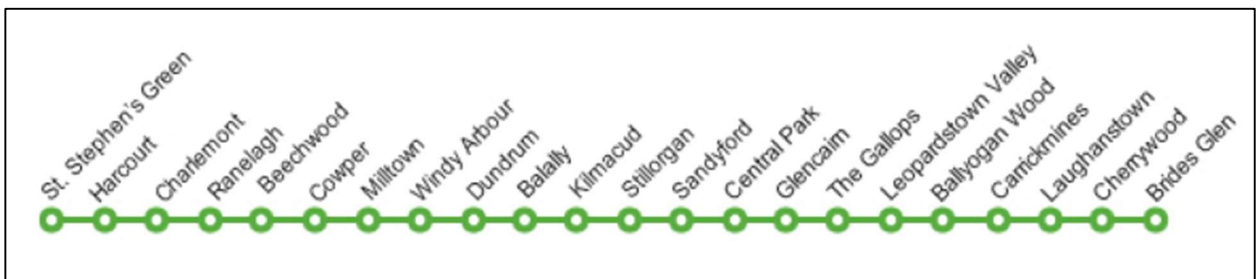 St. Stephen's Green
Harcourt
Charlemont
Ranelagh
Beechwood
Cowper
Milltown
Windy Arbour
Dundrum
Balally
Kilmacud
Stillorgan
Sandyford
Central Park
Glencairn
The Gallops
Leopardstown Valley
Ballyogan Wood
Carrickmines
Laughanstown
Cherrywood
Brides Glen